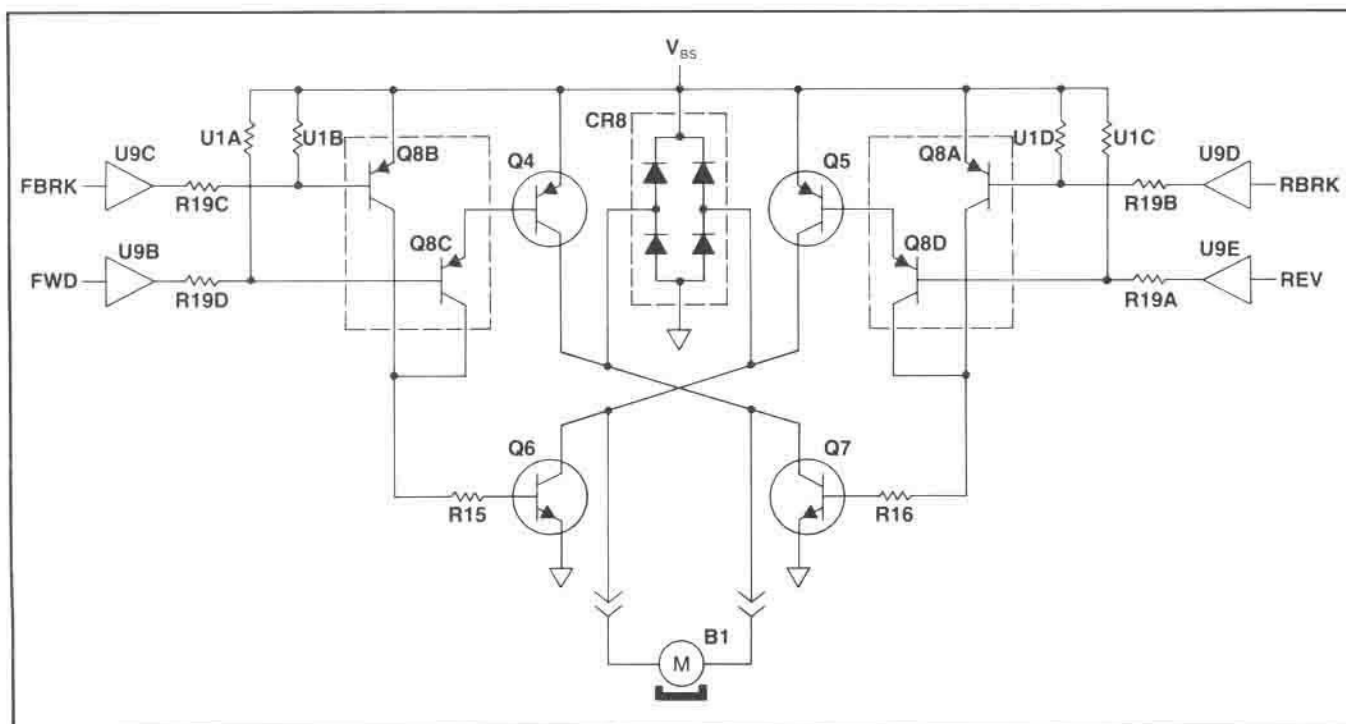 V_BS
CR8
U1A
U1B
U1D
U1C
U9C
Q8B
Q4
Q5
Q8A
U9D
FBRK
RBRK
R19C
R19B
U9B
Q8C
Q8D
U9E
FWD
REV
R19D
R19A
Q6
Q7
R15
R16
B1
M